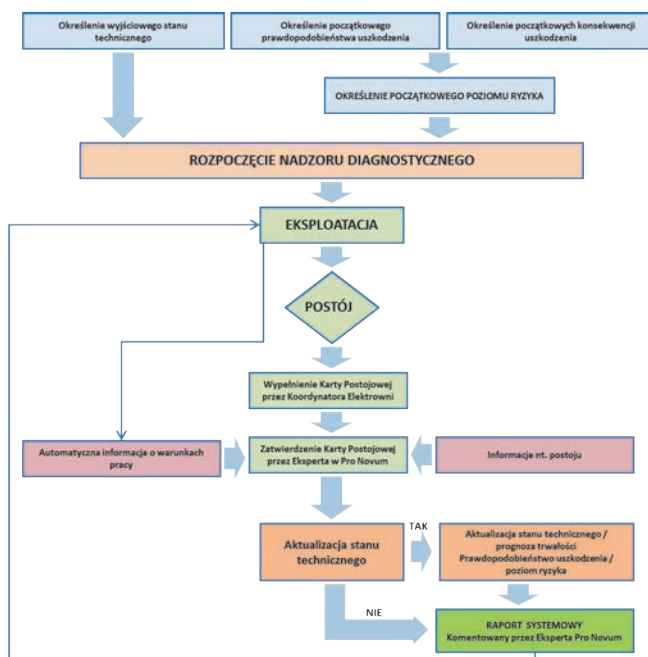 Określenie wyjściowego stanu
technicznego
Określenie początkowego
prawdopodobieństwa uszkodzenia
Określenie początkowych konsekwencji
uszkodzenia
OKREŚLENIE POCZĄTKOWEGO POZIOMU RYZYKA
ROZPOCZĘCIE NADZORU DIAGNOSTYCZNEGO
EKSPLOATACJA
POSTÓJ
Wypełnienie Karty Postojowej
przez Koordynatora Elektrowni
Automatyczna informacja o warunkach
pracy
Zatwierdzenie Karty Postojowej
przez Eksperta w Pro Novum
Informacje nt. postoju
Aktualizacja stanu
technicznego
TAK
Aktualizacja stanu technicznego /
prognoza trwałości
Prawdopodobieństwo uszkodzenia /
poziom ryzyka
NIE
RAPORT SYSTEMOWY
Komentowany przez Eksperta Pro Novum